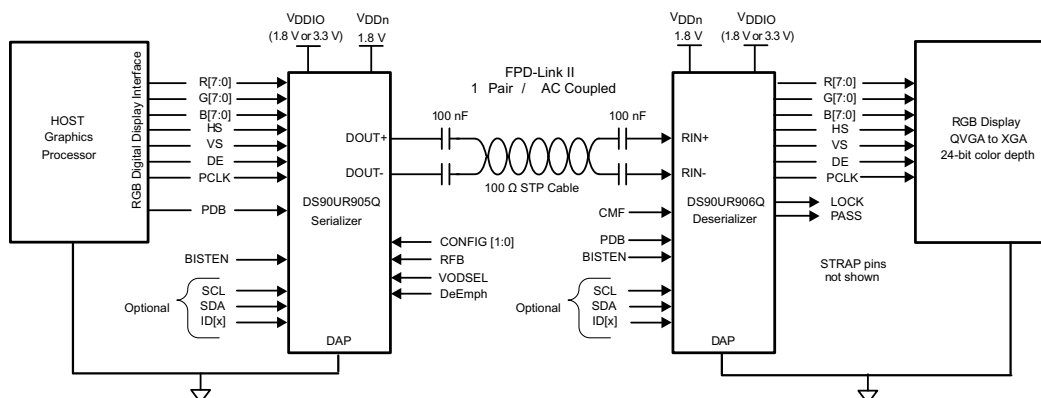 VDDIO
(1.8 V or 3.3 V)
VDDn
1.8 V
VDDn
1.8 V
VDDIO
(1.8 V or 3.3 V)
HOST
Graphics
Processor
RGB Digital Display Interface
R[7:0]
G[7:0]
B[7:0]
HS
VS
DE
PCLK
PDB
BISTEN
Optional
SCL
SDA
ID[x]
DOUT+
DOUT-
DS90UR905Q
Serializer
DAP
FPD-Link II
1 Pair / AC Coupled
100 nF
100 nF
100 Ω STP Cable
CONFIG [1:0]
RFB
VODSEL
DeEmph
CMF
PDB
BISTEN
Optional
SCL
SDA
ID[x]
RIN+
RIN-
DS90UR906Q
Deserializer
DAP
R[7:0]
G[7:0]
B[7:0]
HS
VS
DE
PCLK
LOCK
PASS
STRAP pins
not shown
RGB Display
QVGA to XGA
24-bit color depth